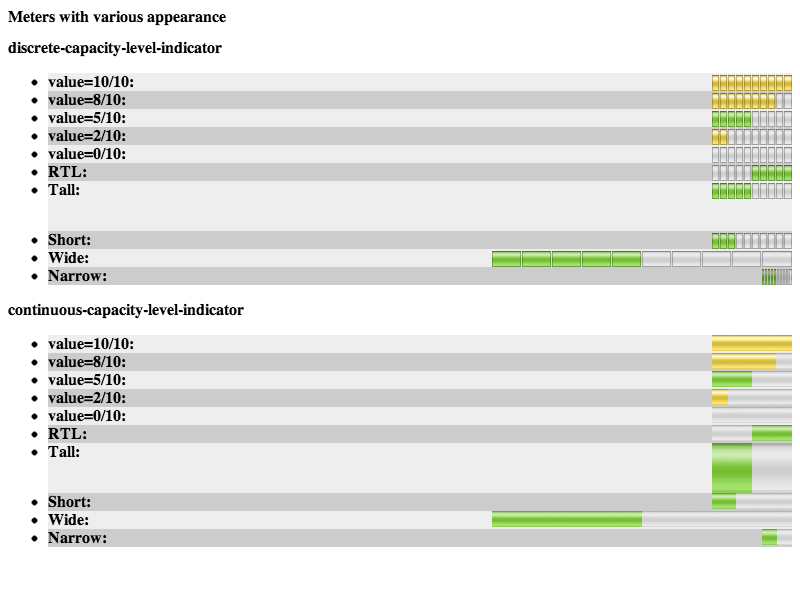 Meters with various appearance
discrete-capacity-level-indicator
value=10/10:
value=8/10:
value=5/10:
value=2/10:
value=0/10:
RTL:
Tall:
Short:
Wide:
Narrow:
continuous-capacity-level-indicator
value=10/10:
value=8/10:
value=5/10:
value=2/10:
value=0/10:
RTL:
Tall:
Short:
Wide:
Narrow: